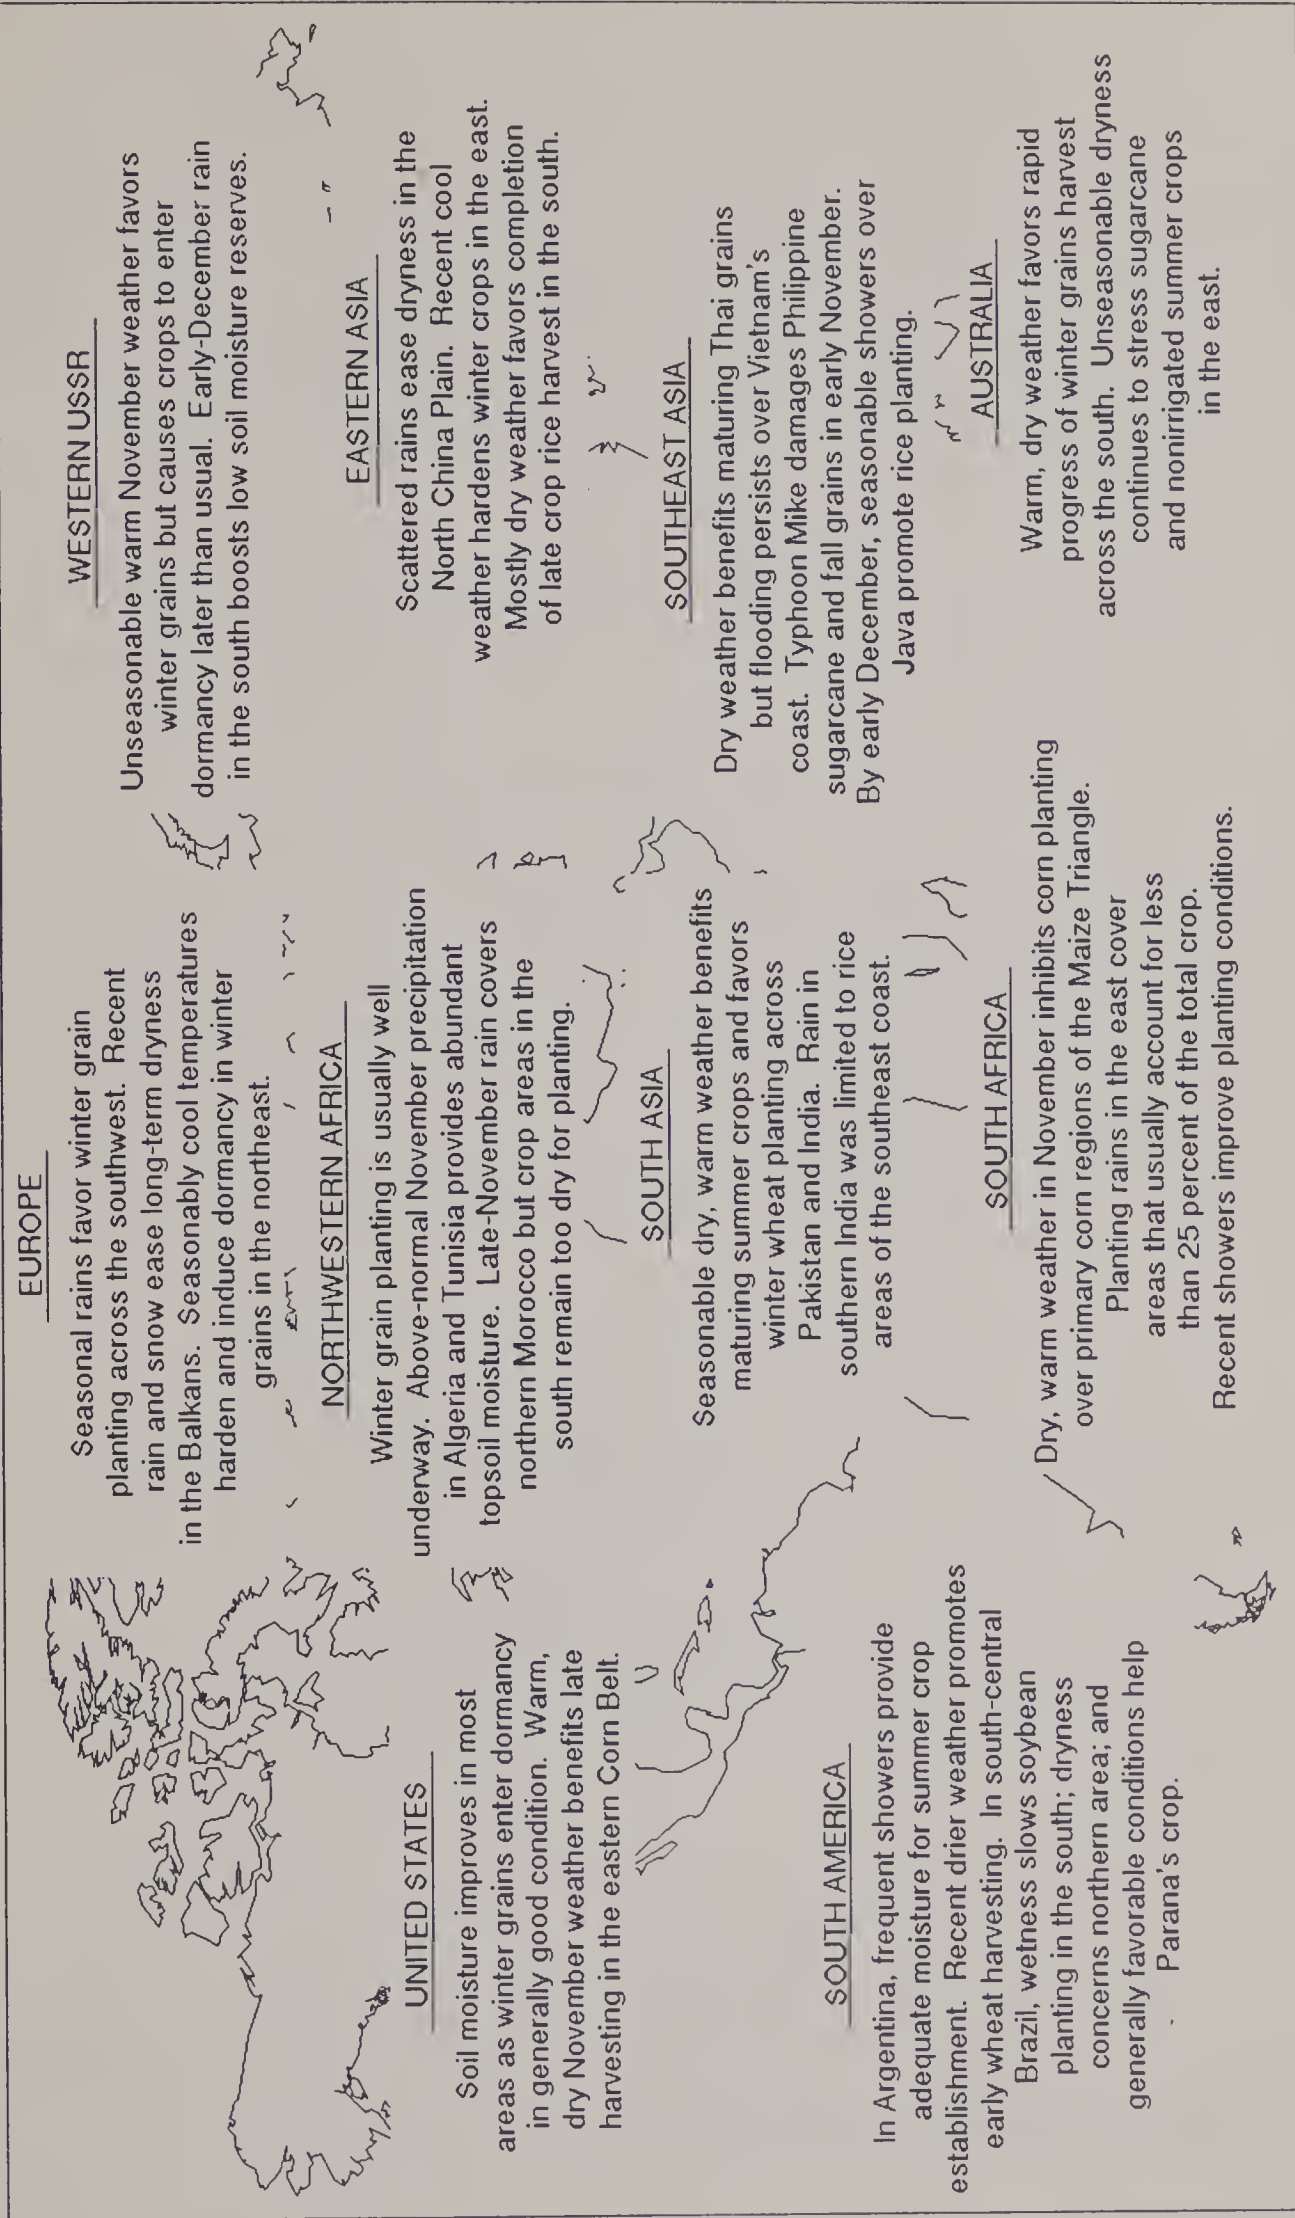 EUROPE
Seasonal rains favor winter grain
planting across the southwest. Recent
rain and snow ease long-term dryness
in the Balkans. Seasonably cool temperatures
harden and induce dormancy in winter
grains in the northeast.
WESTERN USSR
Unseasonable warm November weather favors
winter grains but causes crops to enter
dormancy later than usual. Early-December rain
in the south boosts low soil moisture reserves.
UNITED STATES
Soil moisture improves in most
areas as winter grains enter dormancy
in generally good condition. Warm,
dry November weather benefits late
harvesting in the eastern Corn Belt.
NORTHWESTERN AFRICA
Winter grain planting is usually well
underway. Above-normal November precipitation
in Algeria and Tunisia provides abundant
topsoil moisture. Late-November rain covers
northern Morocco but crop areas in the
south remain too dry for planting.
EASTERN ASIA
Scattered rains ease dryness in the
North China Plain. Recent cool
weather hardens winter crops in the east.
Mostly dry weather favors completion
of late crop rice harvest in the south.
SOUTH ASIA
Seasonable dry, warm weather benefits
maturing summer crops and favors
winter wheat planting across
Pakistan and India. Rain in
southern India was limited to rice
areas of the southeast coast.
SOUTHEAST ASIA
Dry weather benefits maturing Thai grains
but flooding persists over Vietnam's
coast. Typhoon Mike damages Philippine
sugarcane and fall grains in early November.
By early December, seasonable showers over
Java promote rice planting.
SOUTH AMERICA
In Argentina, frequent showers provide
adequate moisture for summer crop
establishment. Recent drier weather promotes
early wheat harvesting. In south-central
Brazil, wetness slows soybean
planting in the south; dryness
concerns northern area; and
generally favorable conditions help
Parana's crop.
SOUTH AFRICA
Dry, warm weather in November inhibits corn planting
over primary corn regions of the Maize Triangle.
Planting rains in the east cover
areas that usually account for less
than 25 percent of the total crop.
Recent showers improve planting conditions.
AUSTRALIA
Warm, dry weather favors rapid
progress of winter grains harvest
across the south. Unseasonable dryness
continues to stress sugarcane
and nonirrigated summer crops
in the east.